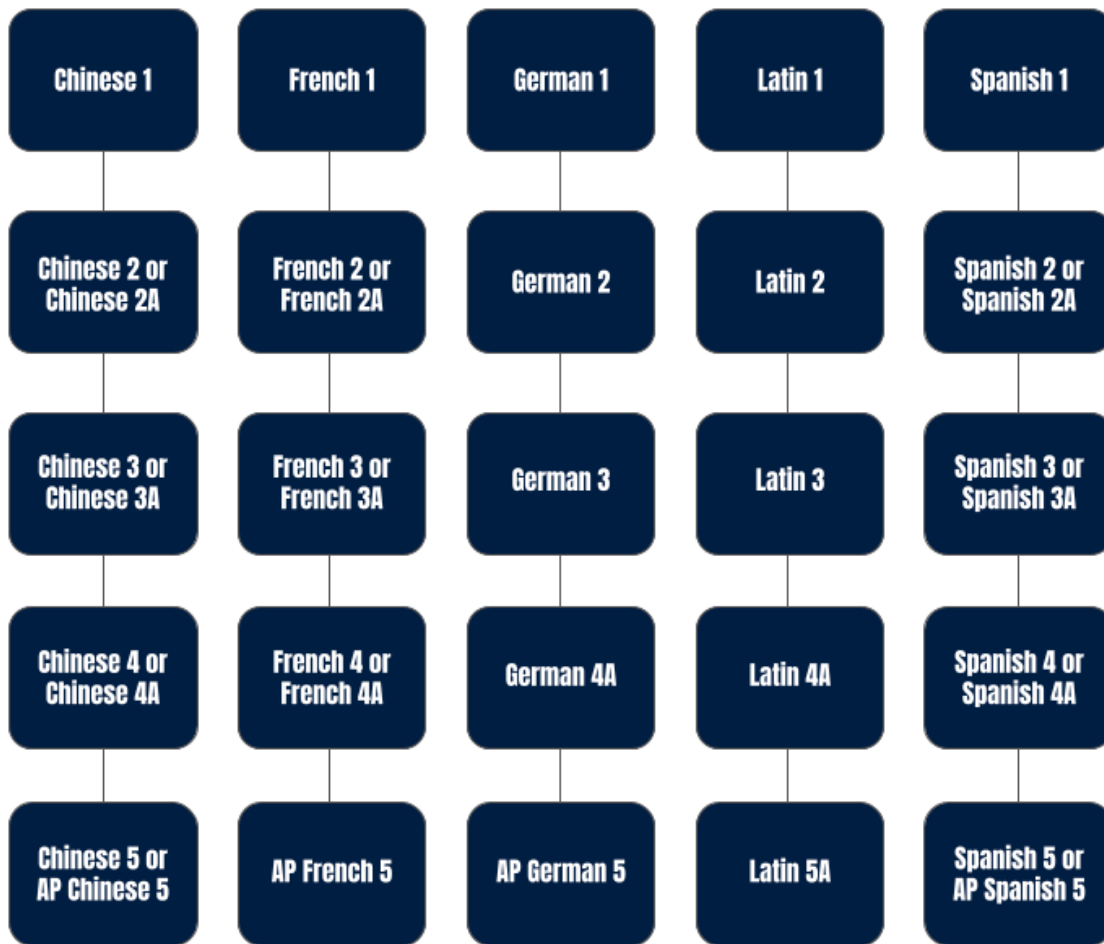 Chinese 1
French 1
German 1
Latin 1
Spanish 1
Chinese 2 or
Chinese 2A
French 2 or
French 2A
German 2
Latin 2
Spanish 2 or
Spanish 2A
Chinese 3 or
Chinese 3A
French 3 or
French 3A
German 3
Latin 3
Spanish 3 or
Spanish 3A
Chinese 4 or
Chinese 4A
French 4 or
French 4A
German 4A
Latin 4A
Spanish 4 or
Spanish 4A
Chinese 5 or
AP Chinese 5
AP French 5
AP German 5
Latin 5A
Spanish 5 or
AP Spanish 5